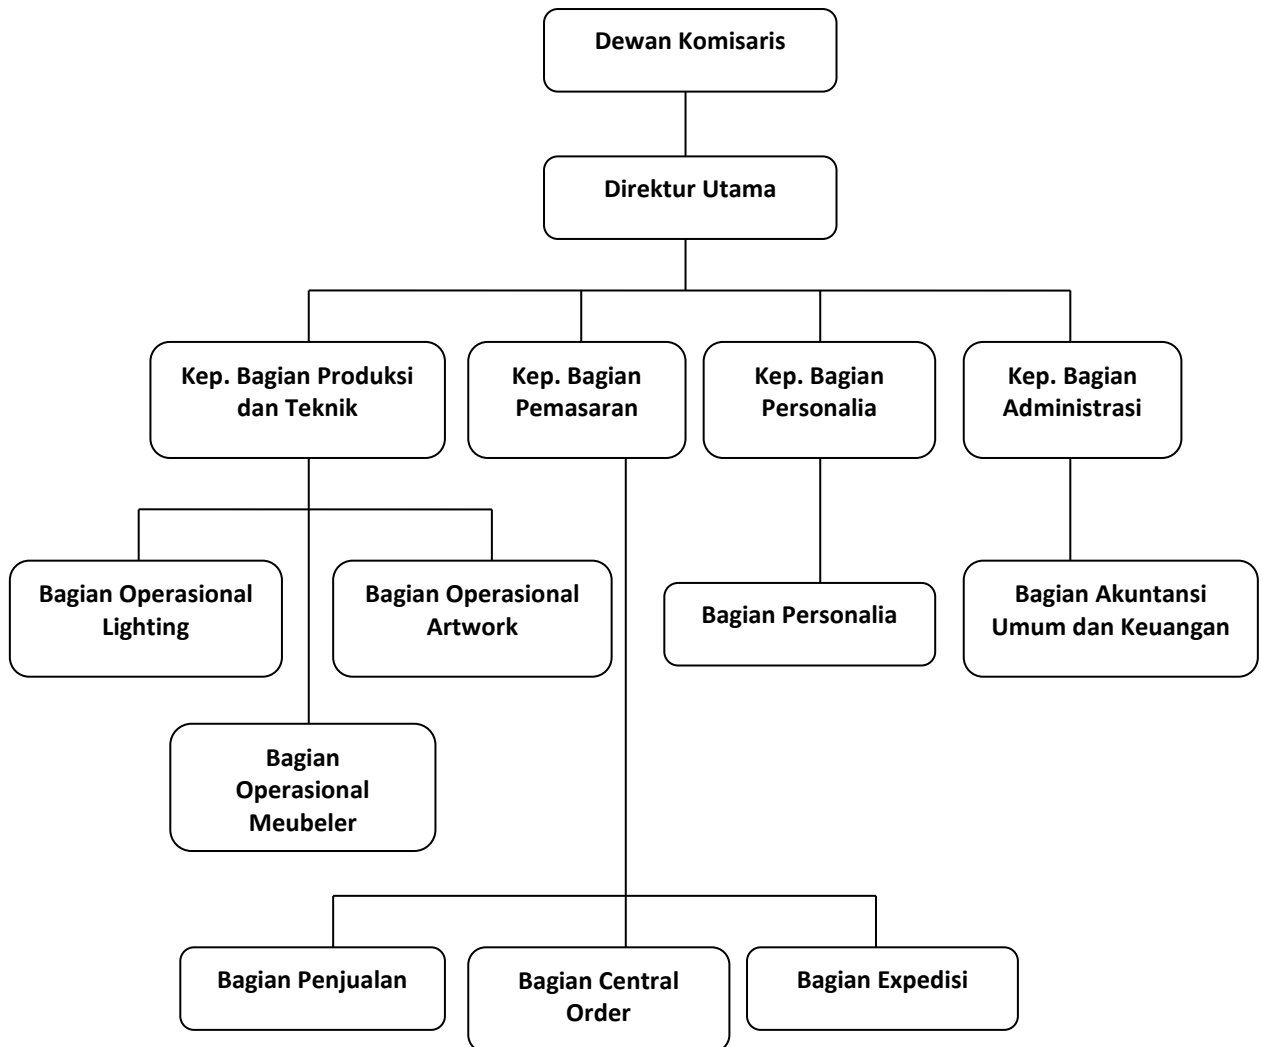 Dewan Komisaris
Direktur Utama
Kep. Bagian Produksi
dan Teknik
Kep. Bagian
Pemasaran
Kep. Bagian
Personalia
Kep. Bagian
Administrasi
Bagian Operasional
Lighting
Bagian Operasional
Artwork
Bagian Personalia
Bagian Akuntansi
Umum dan Keuangan
Bagian
Operasional
Meubeler
Bagian Penjualan
Bagian Central
Order
Bagian Expedisi